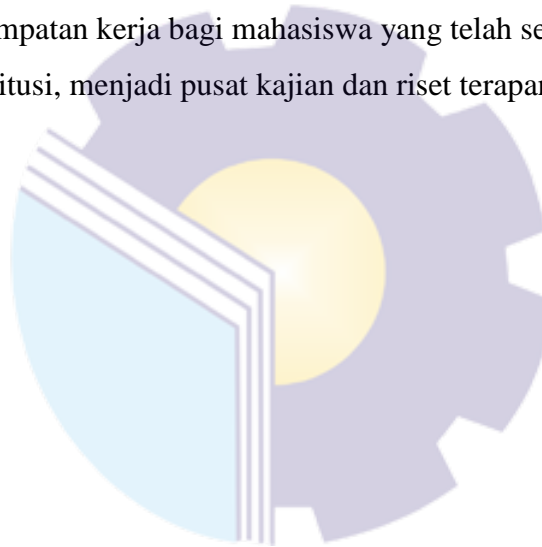 mpatan kerja bagi mahasiswa yang telah se
itusi, menjadi pusat kajian dan riset terapan